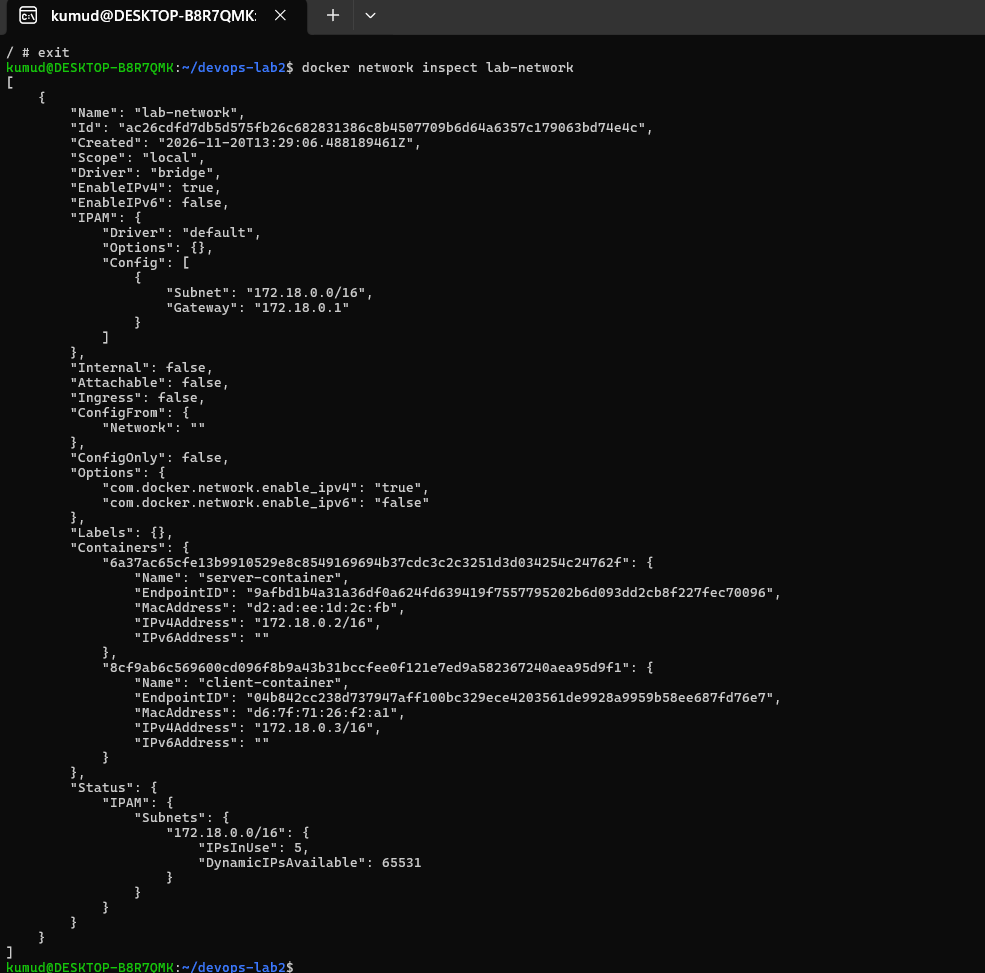 kumud@DESKTOP-B8R7QMK:
/ # exit
kumud@DESKTOP-B8R7QMK:~/devops-lab2$ docker network inspect lab-network
[
    {
        "Name": "lab-network",
        "Id": "ac26cdfd7db5d575fb26c682831386c8b4507709b6d64a6357c179063bd74e4c",
        "Created": "2026-11-20T13:29:06.488189461Z",
        "Scope": "local",
        "Driver": "bridge",
        "EnableIPv4": true,
        "EnableIPv6": false,
        "IPAM": {
            "Driver": "default",
            "Options": {},
            "Config": [
                {
                    "Subnet": "172.18.0.0/16",
                    "Gateway": "172.18.0.1"
                }
            ]
        },
        "Internal": false,
        "Attachable": false,
        "Ingress": false,
        "ConfigFrom": {
            "Network": ""
        },
        "ConfigOnly": false,
        "Options": {
            "com.docker.network.enable_ipv4": "true",
            "com.docker.network.enable_ipv6": "false"
        },
        "Labels": {},
        "Containers": {
            "6a37ac65cfe13b9910529e8c8549169694b37cdc3c2c3251d3d034254c24762f": {
                "Name": "server-container",
                "EndpointID": "9afbd1b4a31a36df0a624fd639419f7557795202b6d093dd2cb8f227fec70096",
                "MacAddress": "d2:ad:ee:1d:2c:fb",
                "IPv4Address": "172.18.0.2/16",
                "IPv6Address": ""
            },
            "8cf9ab6c569600cd096f8b9a43b31bccfee0f121e7ed9a582367240aea95d9f1": {
                "Name": "client-container",
                "EndpointID": "04b842cc238d737947aff100bc329ece4203561de9928a9959b58ee687fd76e7",
                "MacAddress": "d6:7f:71:26:f2:a1",
                "IPv4Address": "172.18.0.3/16",
                "IPv6Address": ""
            }
        },
        "Status": {
            "IPAM": {
                "Subnets": {
                    "172.18.0.0/16": {
                        "IPsInUse": 5,
                        "DynamicIPsAvailable": 65531
                    }
                }
            }
        }
    }
]
kumud@DESKTOP-B8R7QMK:~/devops-lab2$